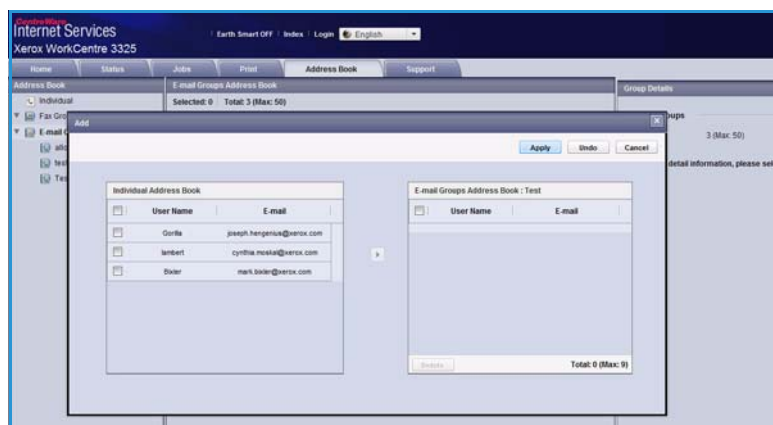 CentreWare
Internet Services
Xerox WorkCentre 3325
Earth Smart OFF Index Login English
Home Status Jobs Print Address Book Support
Address Book
E-mail Groups Address Book
Group Details
Individual
Selected: 0 Total: 3 (Max: 50)
Fax Gro
oups
Add
E-mail G
3 (Max: 50)
Apply Undo Cancel
test
detail information, please sel
Tes
Individual Address Book
E-mail Groups Address Book : Test
User Name E-mail
User Name E-mail
Gorilla joseph.hengenius@xerox.com
lambert cynthia.moskal@xerox.com
Bixler mark.bixler@xerox.com
Delete
Total: 0 (Max: 9)